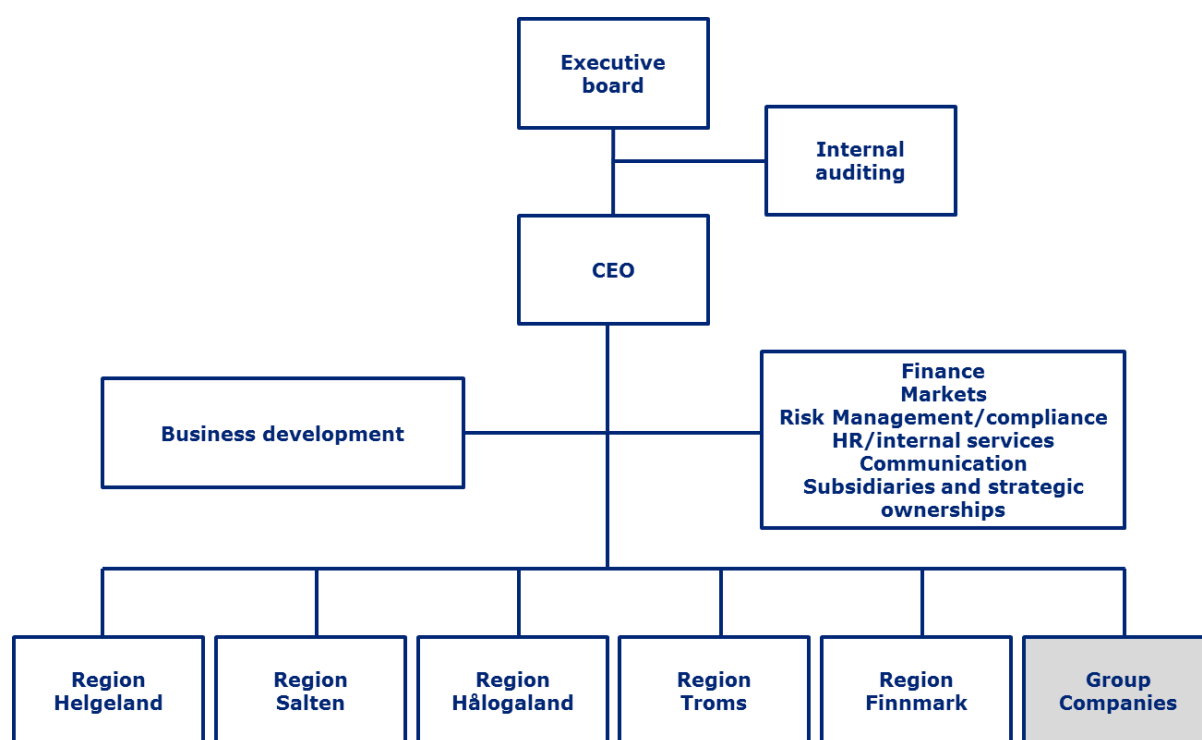 Executive
board
Internal
auditing
CEO
Business development
Finance
Markets
Risk Management/compliance
HR/internal services
Communication
Subsidiaries and strategic
ownerships
Region
Helgeland
Region
Salten
Region
Hålogaland
Region
Troms
Region
Finnmark
Group
Companies